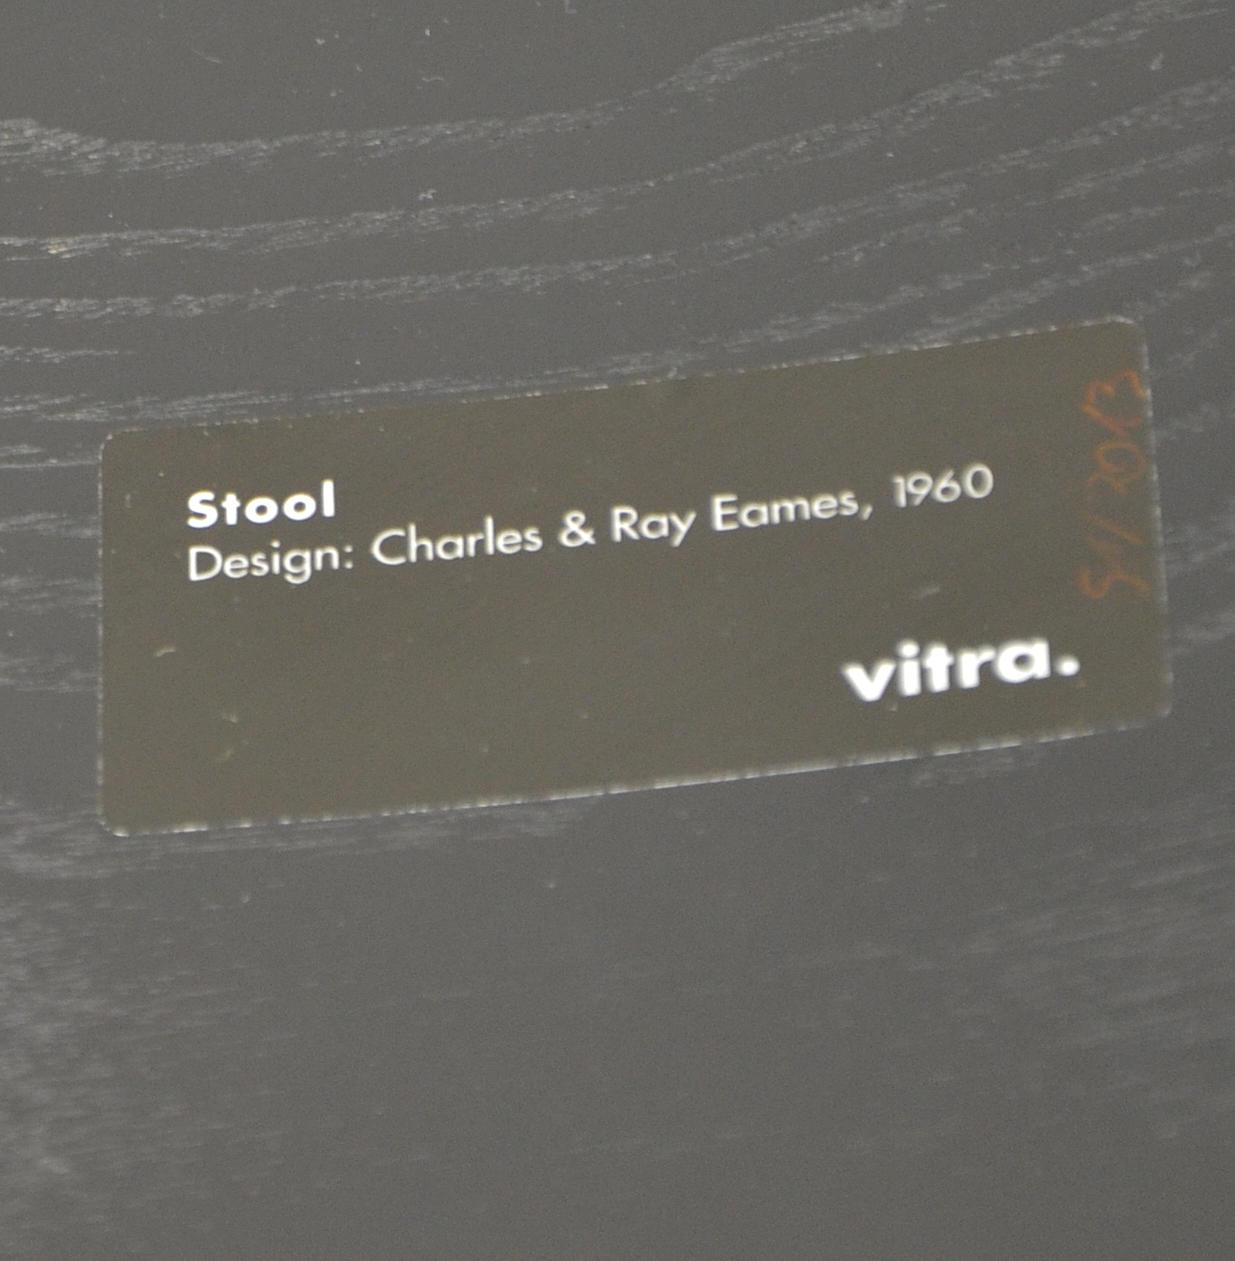 Stool
Design: Charles & Ray Eames, 1960
vitra.